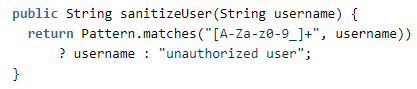 public String sanitizeUser(String username) {
  return Pattern.matches("[A-Za-z0-9_]+", username))
      ? username : "unauthorized user";
}